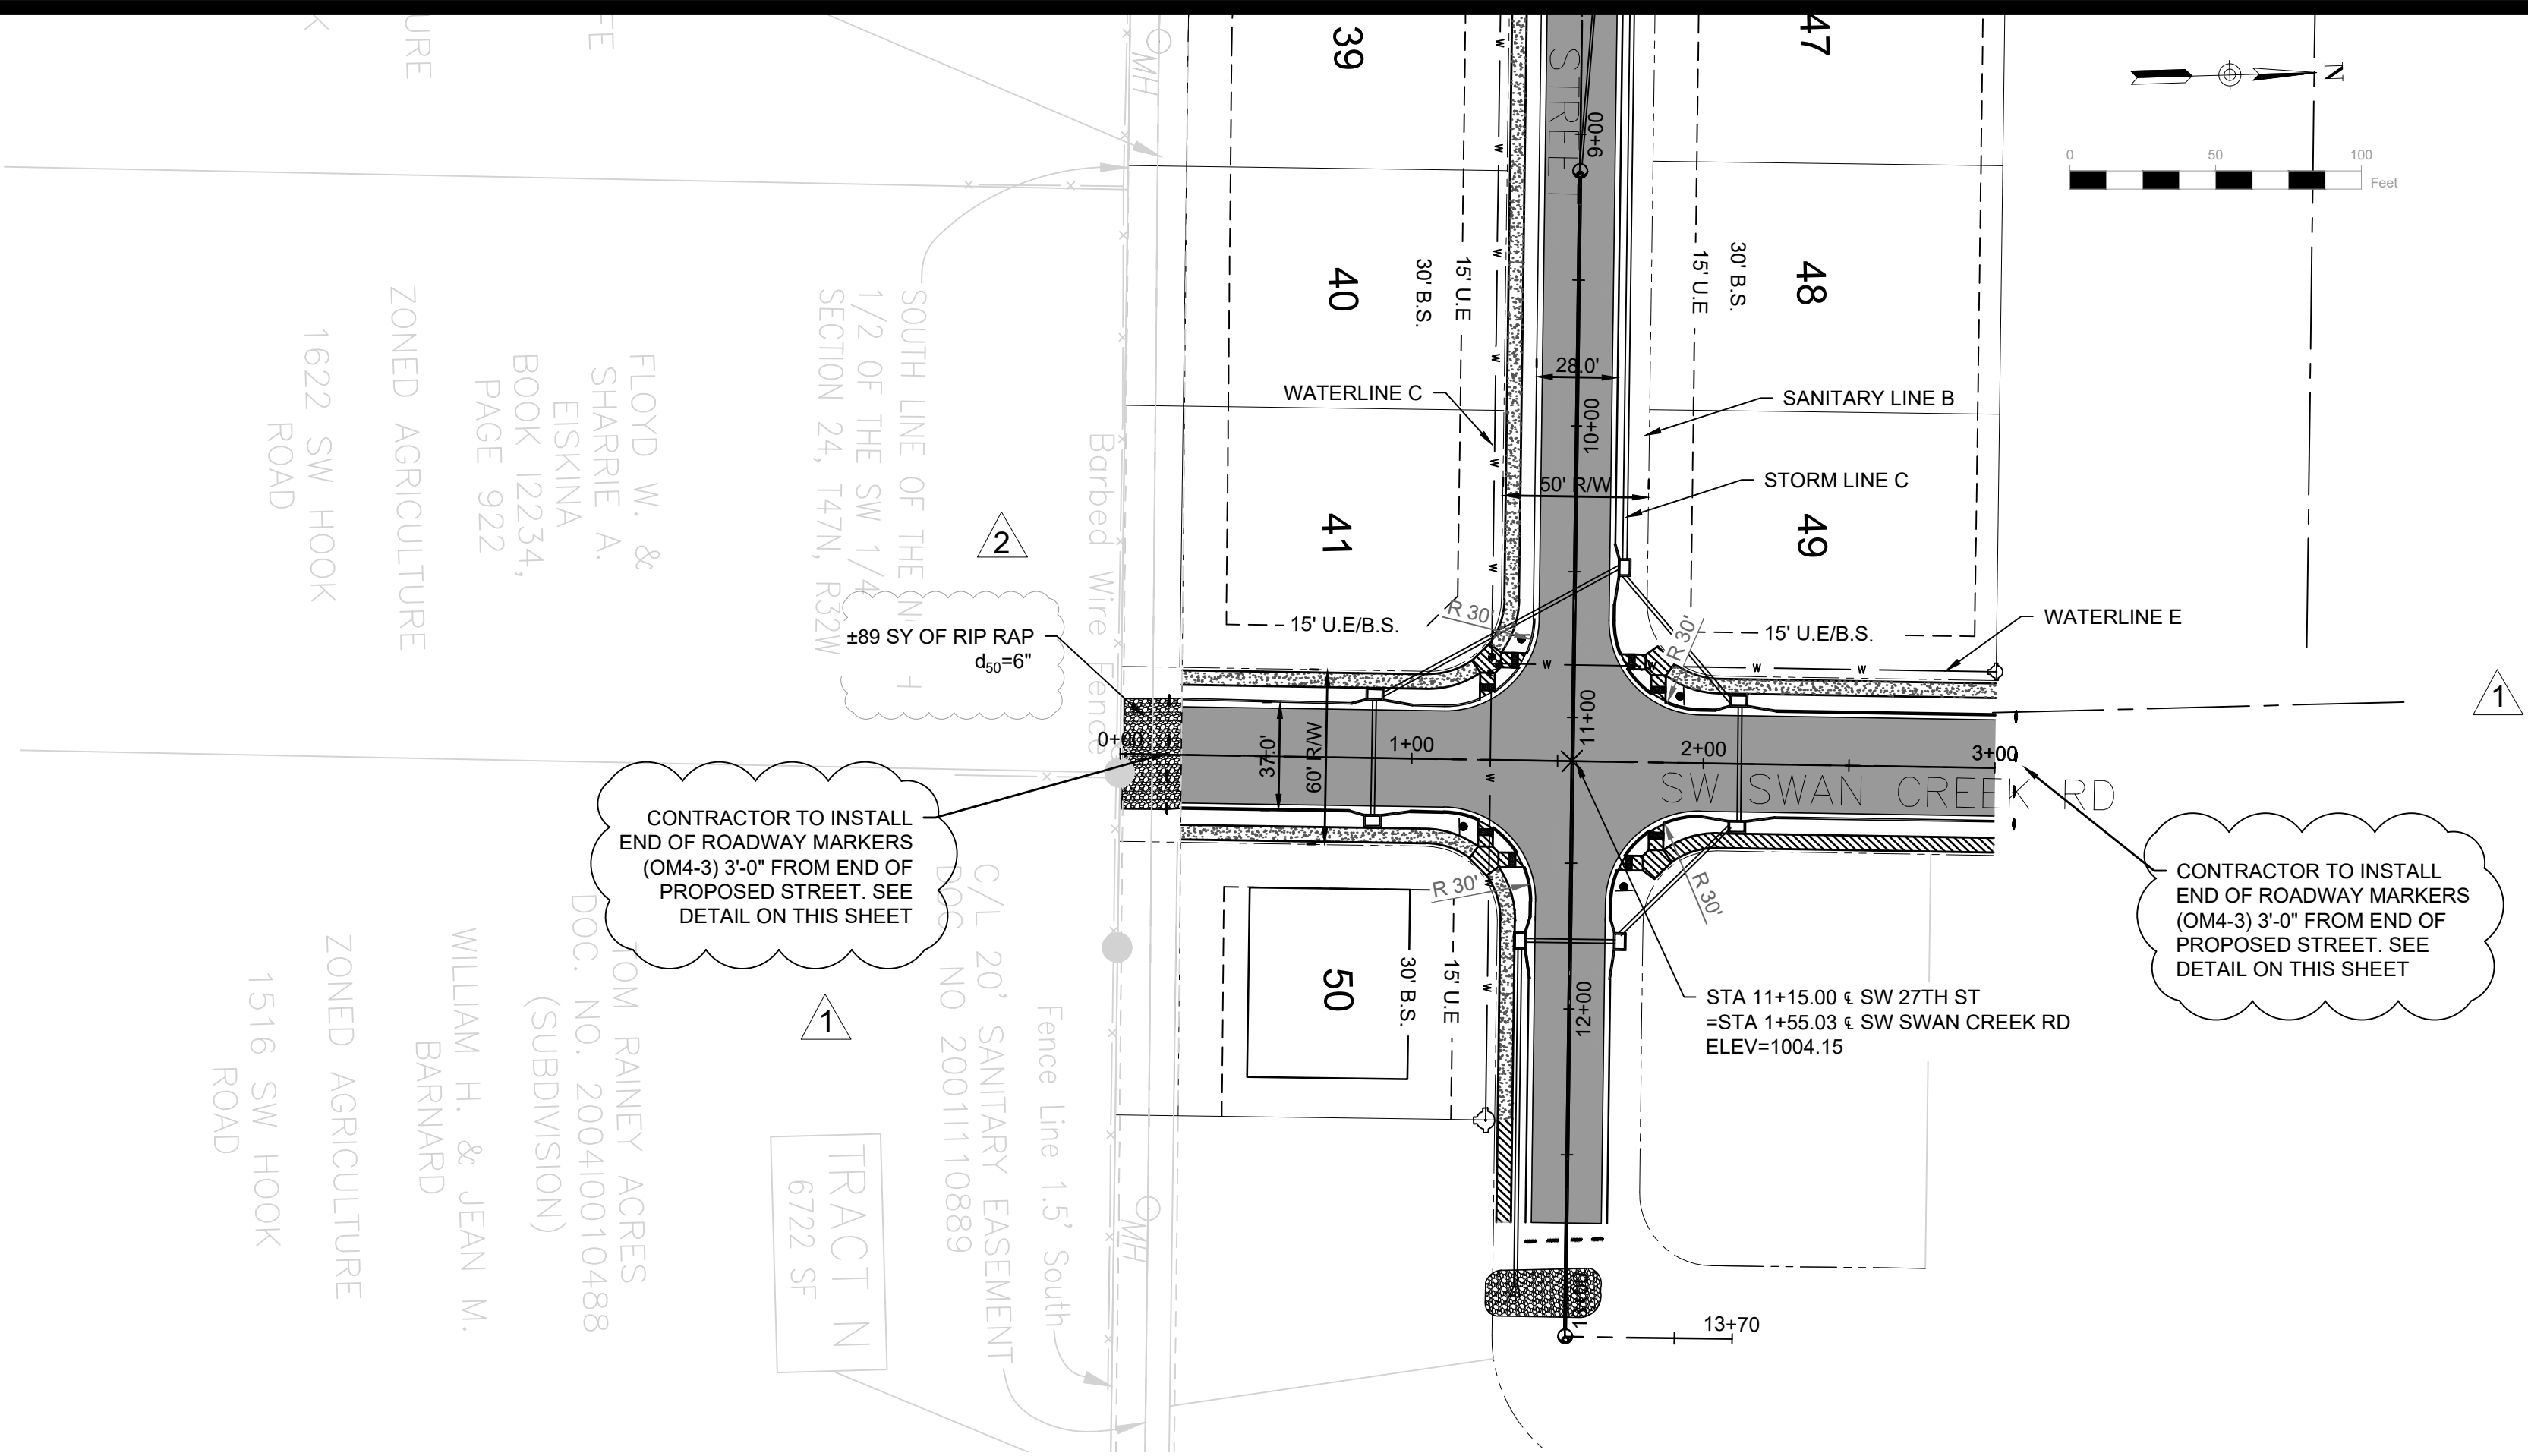 39
47
STREET
9+00
N
0
50
100
Feet
MH
URE
40
30' B.S.
15' U.E
15' U.E
30' B.S.
48
28.0'
WATERLINE C
SANITARY LINE B
10+00
50' R/W
STORM LINE C
41
49
SOUTH LINE OF THE N
1/2 OF THE SW 1/4
SECTION 24, T47N, R32W
FLOYD W. &
SHARRIE A.
EISKINA
BOOK I2234,
PAGE 922
ZONED AGRICULTURE
1622 SW HOOK
ROAD
Barbed Wire Fence
2
±89 SY OF RIP RAP
d50=6"
15' U.E/B.S.
R 30'
R 30'
15' U.E/B.S.
WATERLINE E
W
1
0+00
37.0'
60' R/W
1+00
11+00
2+00
3+00
SW SWAN CREEK RD
CONTRACTOR TO INSTALL
END OF ROADWAY MARKERS
(OM4-3) 3'-0" FROM END OF
PROPOSED STREET. SEE
DETAIL ON THIS SHEET
1
CONTRACTOR TO INSTALL
END OF ROADWAY MARKERS
(OM4-3) 3'-0" FROM END OF
PROPOSED STREET. SEE
DETAIL ON THIS SHEET
R 30'
R 30'
50
30' B.S.
15' U.E
12+00
STA 11+15.00 ℄ SW 27TH ST
=STA 1+55.03 ℄ SW SWAN CREEK RD
ELEV=1004.15
C/L 20' SANITARY EASEMENT
DOC NO 2001I110889
Fence Line 1.5' South
TOM RAINEY ACRES
DOC. NO. 2004I0010488
(SUBDIVISION)
WILLIAM H. & JEAN M.
BARNARD
ZONED AGRICULTURE
1516 SW HOOK
ROAD
TRACT N
6722 SF
MH
13+70